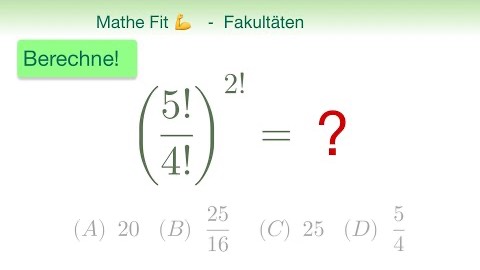 Mathe Fit 💪 - Fakultäten
Berechne!
(5!/4!)^2! = ?
(A) 20 (B) 25/16 (C) 25 (D) 5/4